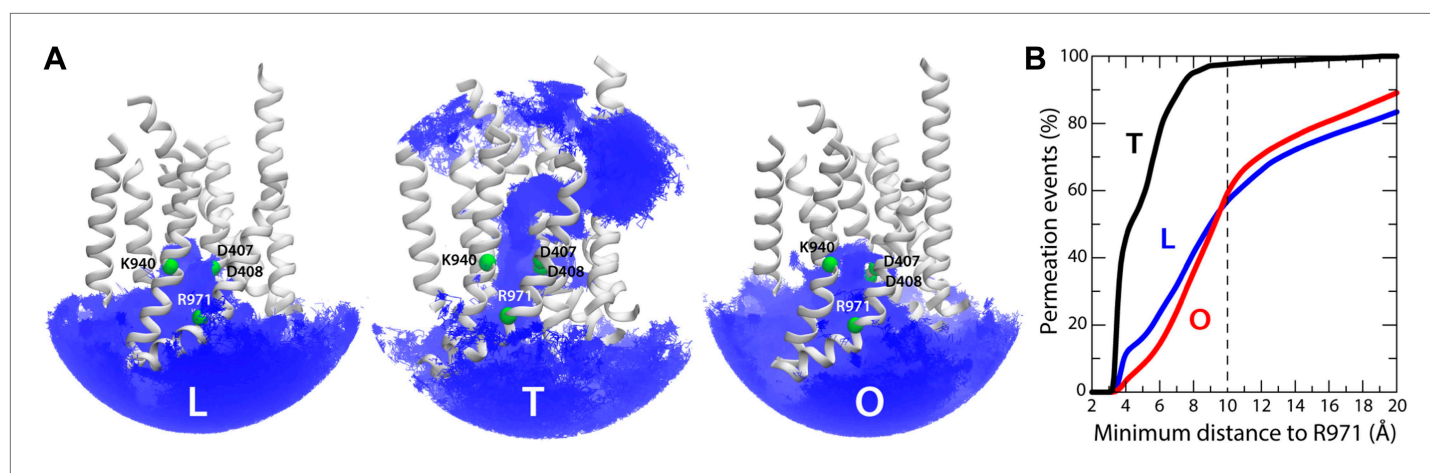 A
K940
D407
D408
R971
L
K940
D407
D408
R971
T
K940
D407
D408
R971
O
B
Permeation events (%)
100
80
60
40
20
0
T
L
O
2 4 6 8 10 12 14 16 18 20
Minimum distance to R971 (Å)